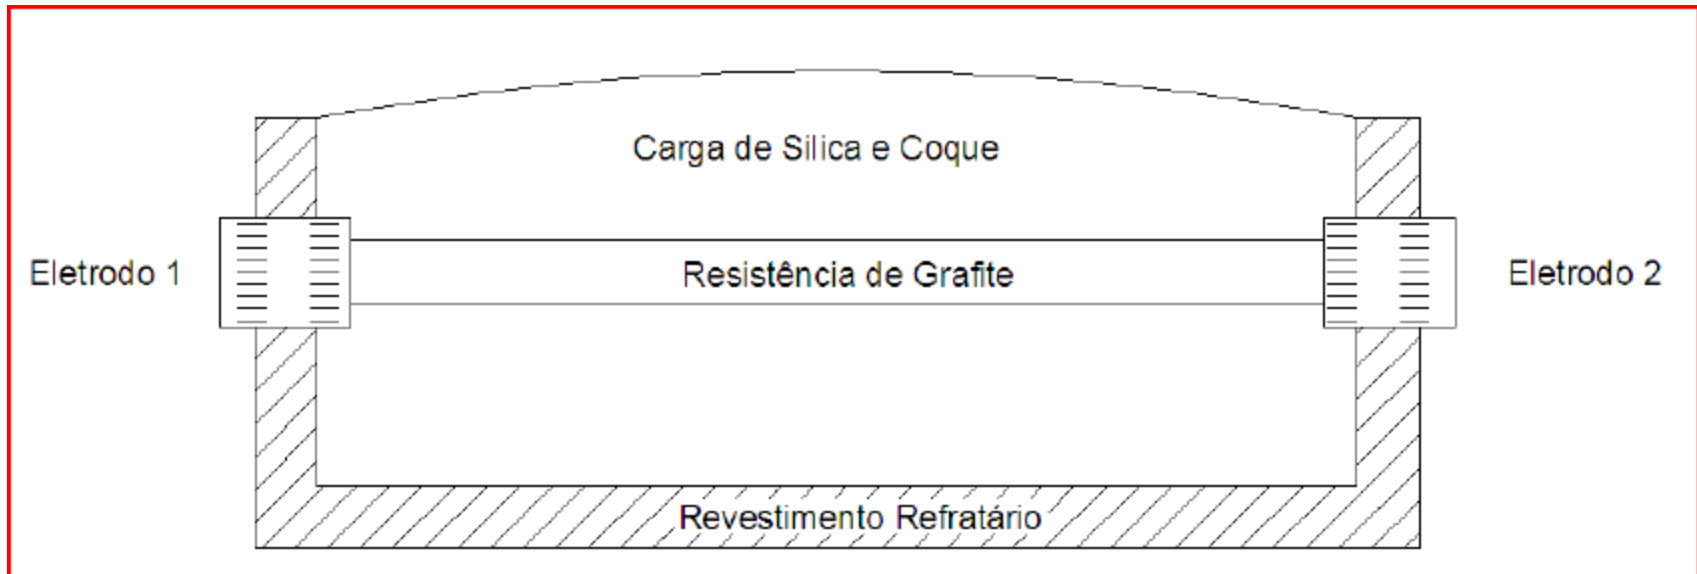 Carga de Silica e Coque
Eletrodo 1
Resistência de Grafite
Eletrodo 2
Revestimento Refratário